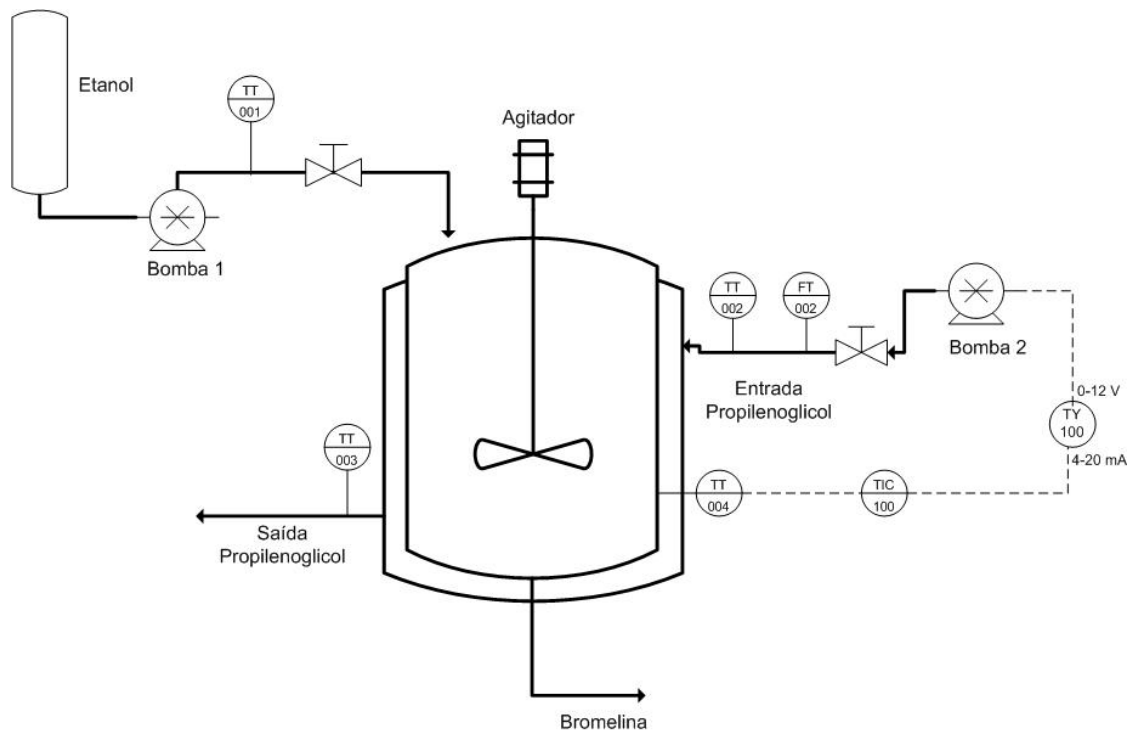 Etanol
TT
001
Agitador
Bomba 1
TT
002
FT
002
Bomba 2
Entrada
Propilenoglicol
0-12 V
TY
100
4-20 mA
TT
003
TT
004
TIC
100
Saída
Propilenoglicol
Bromelina